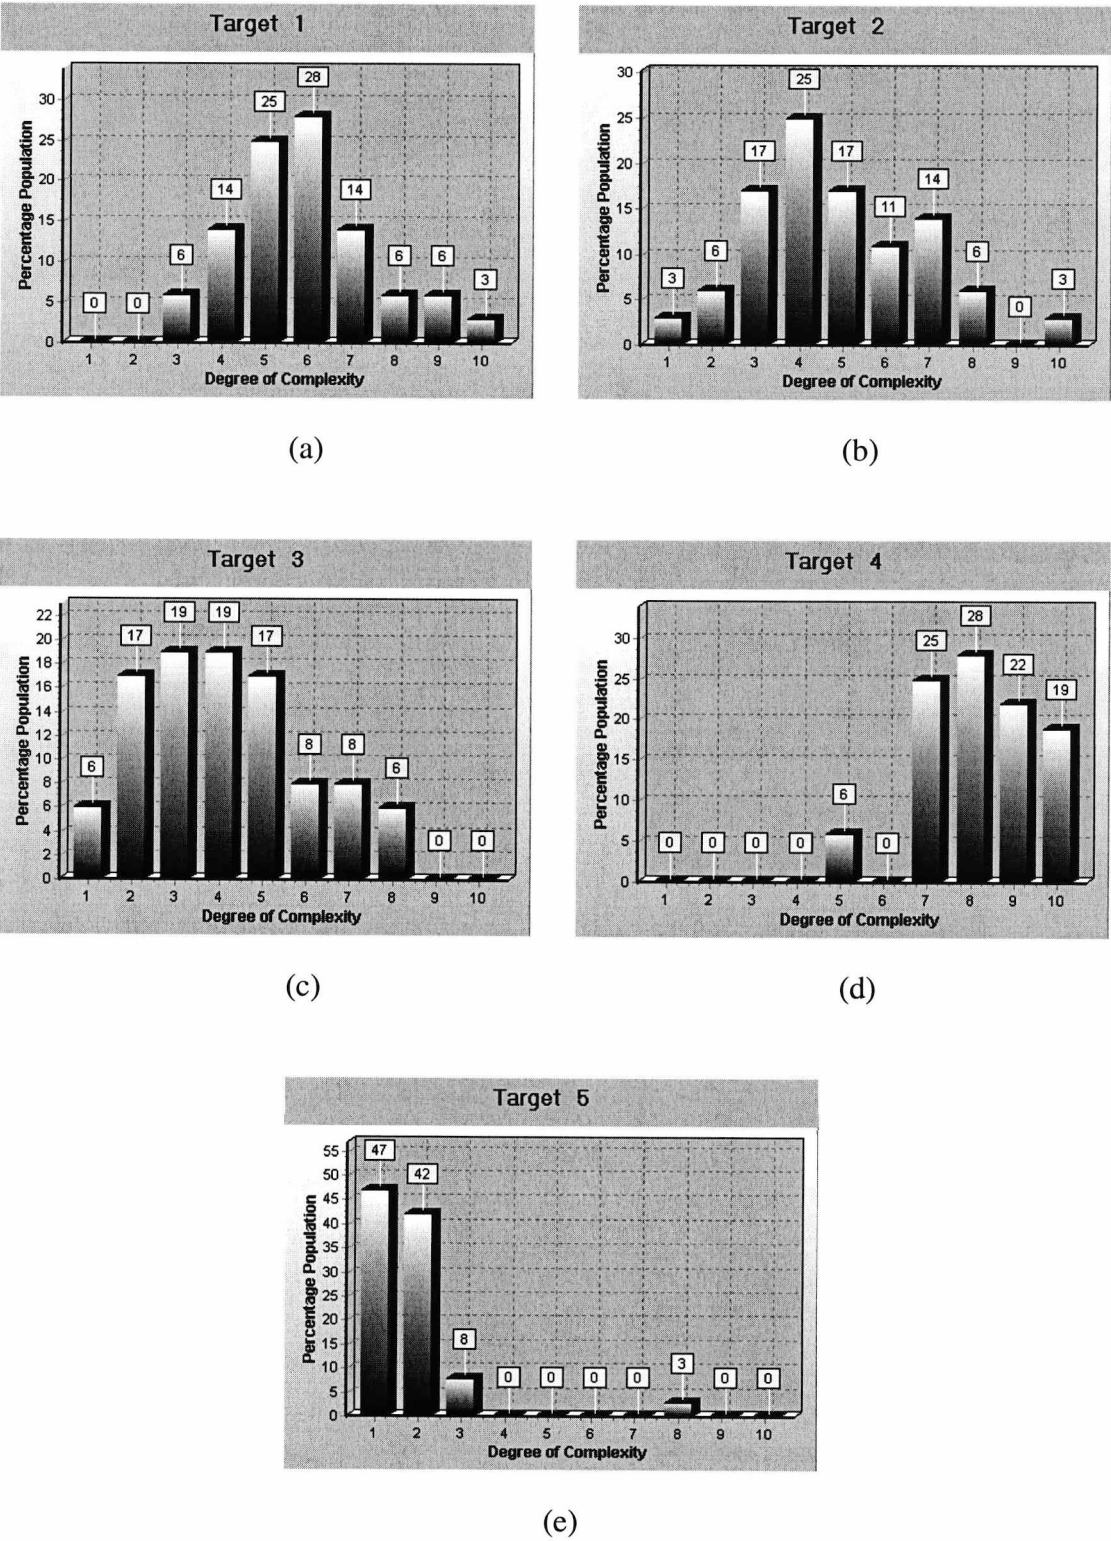 Target 1
Percentage Population
30
25
20
15
10
5
0
0 0 6 14 25 28 14 6 6 3
1 2 3 4 5 6 7 8 9 10
Degree of Complexity
(a)
Target 2
Percentage Population
30
25
20
15
10
5
0
3 6 17 25 17 11 14 6 0 3
1 2 3 4 5 6 7 8 9 10
Degree of Complexity
(b)
Target 3
Percentage Population
22
20
18
16
14
12
10
8
6
4
2
0
6 17 19 19 17 8 8 6 0 0
1 2 3 4 5 6 7 8 9 10
Degree of Complexity
(c)
Target 4
Percentage Population
30
25
20
15
10
5
0
0 0 0 0 6 0 25 28 22 19
1 2 3 4 5 6 7 8 9 10
Degree of Complexity
(d)
Target 5
Percentage Population
55
50
45
40
35
30
25
20
15
10
5
0
47 42 8 0 0 0 0 3 0 0
1 2 3 4 5 6 7 8 9 10
Degree of Complexity
(e)